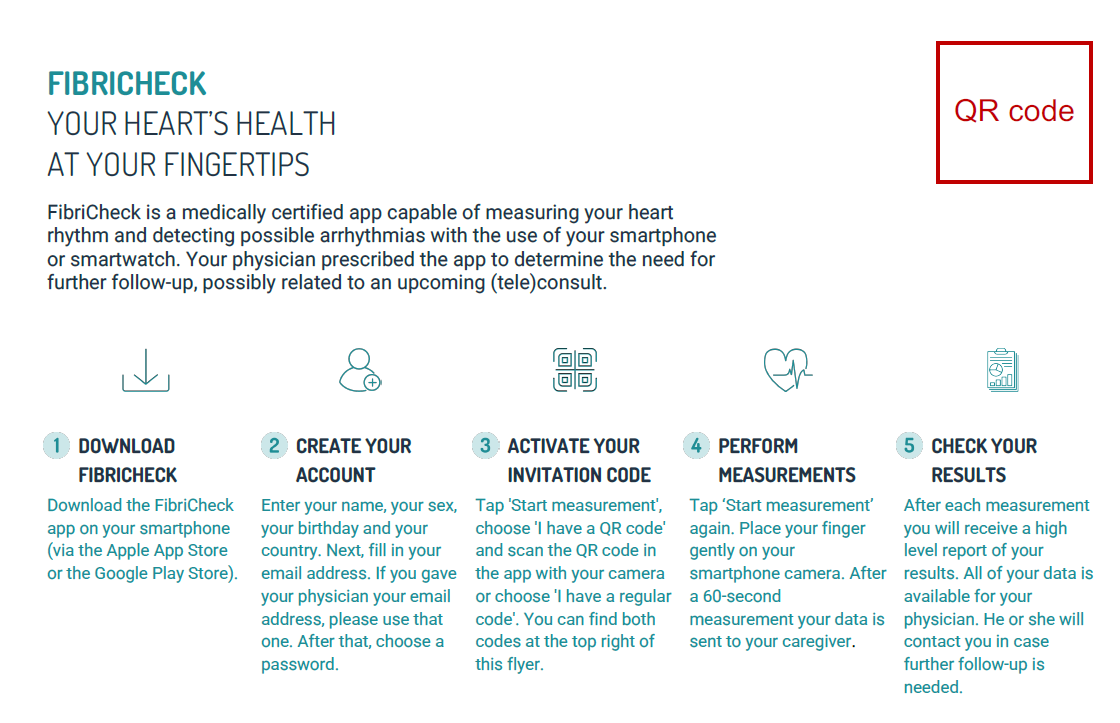 FIBRICHECK
YOUR HEART'S HEALTH
AT YOUR FINGERTIPS
QR code
FibriCheck is a medically certified app capable of measuring your heart
rhythm and detecting possible arrhythmias with the use of your smartphone
or smartwatch. Your physician prescribed the app to determine the need for
further follow-up, possibly related to an upcoming (tele)consult.
1 DOWNLOAD
FIBRICHECK
Download the FibriCheck
app on your smartphone
(via the Apple App Store
or the Google Play Store).
2 CREATE YOUR
ACCOUNT
Enter your name, your sex,
your birthday and your
country. Next, fill in your
email address. If you gave
your physician your email
address, please use that
one. After that, choose a
password.
3 ACTIVATE YOUR
INVITATION CODE
Tap 'Start measurement',
choose 'I have a QR code'
and scan the QR code in
the app with your camera
or choose 'I have a regular
code'. You can find both
codes at the top right of
this flyer.
4 PERFORM
MEASUREMENTS
Tap ‘Start measurement’
again. Place your finger
gently on your
smartphone camera. After
a 60-second
measurement your data is
sent to your caregiver.
5 CHECK YOUR
RESULTS
After each measurement
you will receive a high
level report of your
results. All of your data is
available for your
physician. He or she will
contact you in case
further follow-up is
needed.